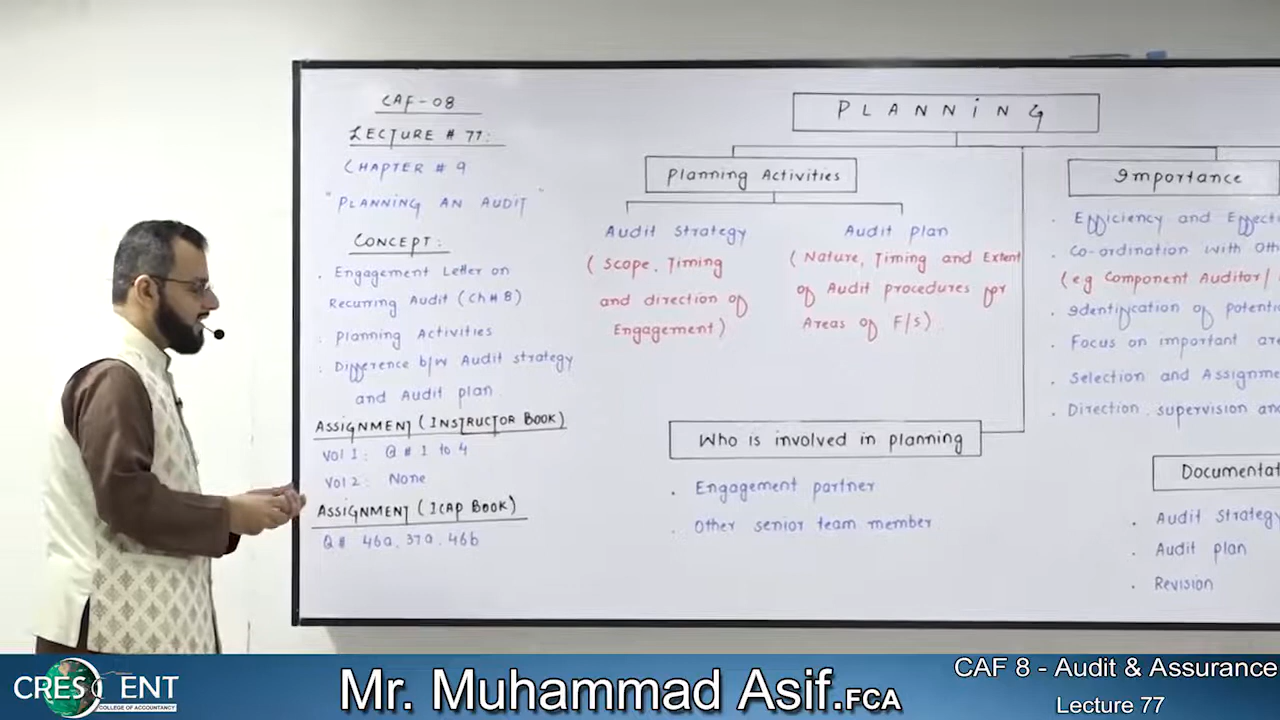 CAF-08
LECTURE # 77:
CHAPTER # 9
"PLANNING AN AUDIT"
CONCEPT:
. Engagement Letter on
Recurring Audit (Ch# 8)
. Planning Activities
. Difference b/w Audit strategy
and Audit plan
ASSIGNMENT (INSTRUCTOR BOOK)
Vol 1: Q # 1 to 4
Vol 2: None
ASSIGNMENT (ICAP BOOK)
Q# 46a, 37a, 46b
PLANNING
Planning Activities
Audit Strategy
(Scope, Timing
and direction of
Engagement)
Audit plan
(Nature, Timing and Extent
of Audit procedures for
Areas of F/S)
Who is involved in planning
. Engagement partner
. Other senior team member
Importance
. Efficiency and Effecti
. Co-ordination with Oth
(eg Component Auditor/
. Identification of potenti
. Focus on important are
. Selection and Assignme
. Direction, supervision and
Documentat
. Audit Strategy
. Audit plan
. Revision
CRESCENT
COLLEGE OF ACCOUNTANCY
Mr. Muhammad Asif.FCA
CAF 8 - Audit & Assurance
Lecture 77